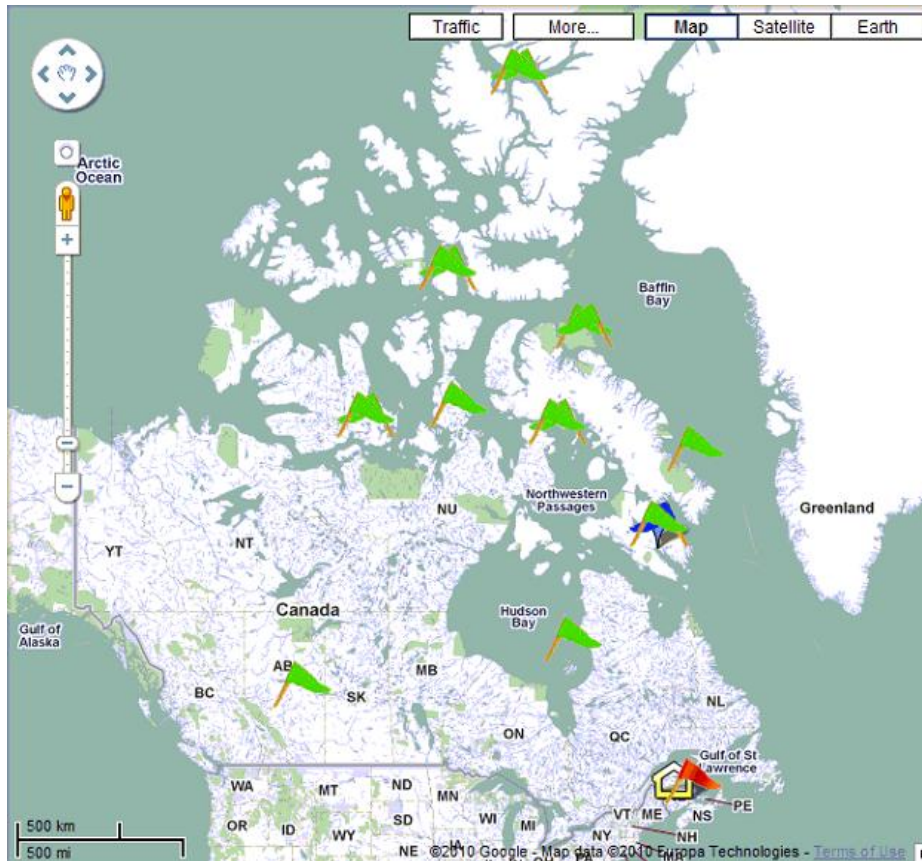 Traffic
More...
Map
Satellite
Earth
Arctic
Ocean
Baffin
Bay
Greenland
Northwestern
Passages
NU
NT
YT
Canada
Hudson
Bay
Gulf of
Alaska
AB
MB
BC
SK
NL
ON
QC
Gulf of St
Lawrence
WA
MT
ND
MN
PE
VT
ME
NS
OR
ID
WY
SD
WI
MI
NY
NH
NE
IA
500 km
500 mi
©2010 Google - Map data ©2010 Europa Technologies - Terms of Use